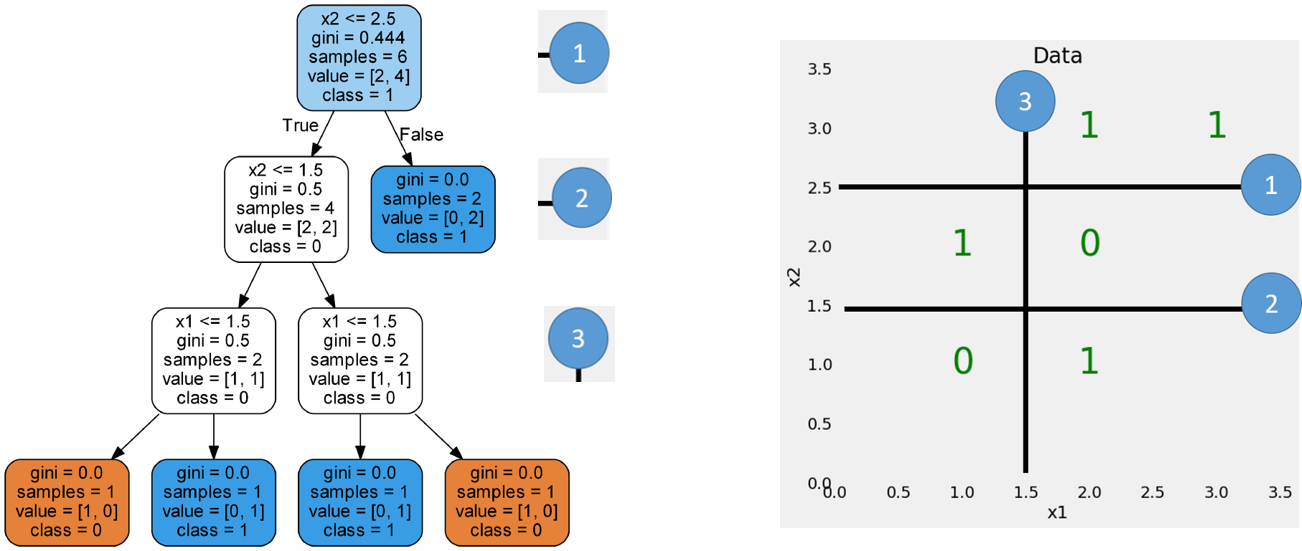 x2 <= 2.5
gini = 0.444
samples = 6
value = [2, 4]
class = 1
True
False
x2 <= 1.5
gini = 0.5
samples = 4
value = [2, 2]
class = 0
gini = 0.0
samples = 2
value = [0, 2]
class = 1
x1 <= 1.5
gini = 0.5
samples = 2
value = [1, 1]
class = 0
x1 <= 1.5
gini = 0.5
samples = 2
value = [1, 1]
class = 0
gini = 0.0
samples = 1
value = [1, 0]
class = 0
gini = 0.0
samples = 1
value = [0, 1]
class = 1
gini = 0.0
samples = 1
value = [0, 1]
class = 1
gini = 0.0
samples = 1
value = [1, 0]
class = 0
1
2
3
Data
3.5
3
3.0
1 1
2.5
1
2.0
1 0
x2
1.5
2
1.0
0 1
0.5
0.0
0.0 0.5 1.0 1.5 2.0 2.5 3.0 3.5
x1